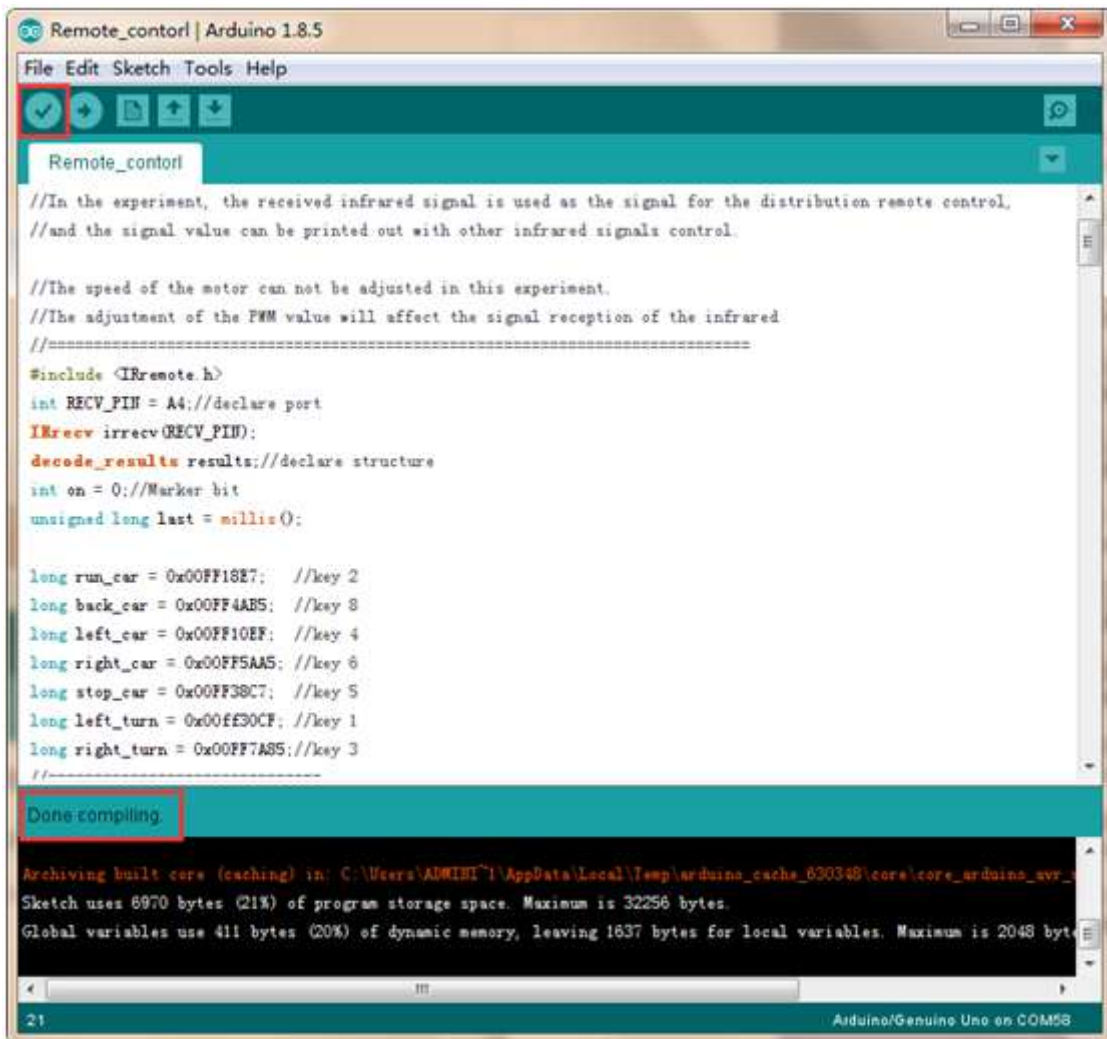 Remote_contorl | Arduino 1.8.5
File Edit Sketch Tools Help
Remote_contorl
//In the experiment, the received infrared signal is used as the signal for the distribution remote control,
//and the signal value can be printed out with other infrared signals control.
//The speed of the motor can not be adjusted in this experiment.
//The adjustment of the PWM value will affect the signal reception of the infrared
//==============================================================================
#include <IRremote.h>
int RECV_PIN = A4;//declare port
IRrecv irrecv(RECV_PIN);
decode_results results;//declare structure
int on = 0;//Marker bit
unsigned long last = millis();
long run_car = 0x00FF18E7;   //key 2
long back_car = 0x00FF4AB5;  //key 8
long left_car = 0x00FF10EF;  //key 4
long right_car = 0x00FF5AA5; //key 6
long stop_car = 0x00FF38C7;  //key 5
long left_turn = 0x00ff30CF; //key 1
long right_turn = 0x00FF7A85;//key 3
//==============================
Done compiling.
Archiving built core (caching) in: C:\Users\ADMINI~1\AppData\Local\Temp\arduino_cache_630348\core\core_arduino_avr_
Sketch uses 6970 bytes (21%) of program storage space. Maximum is 32256 bytes.
Global variables use 411 bytes (20%) of dynamic memory, leaving 1637 bytes for local variables. Maximum is 2048 byt
21 Arduino/Genuino Uno on COM58